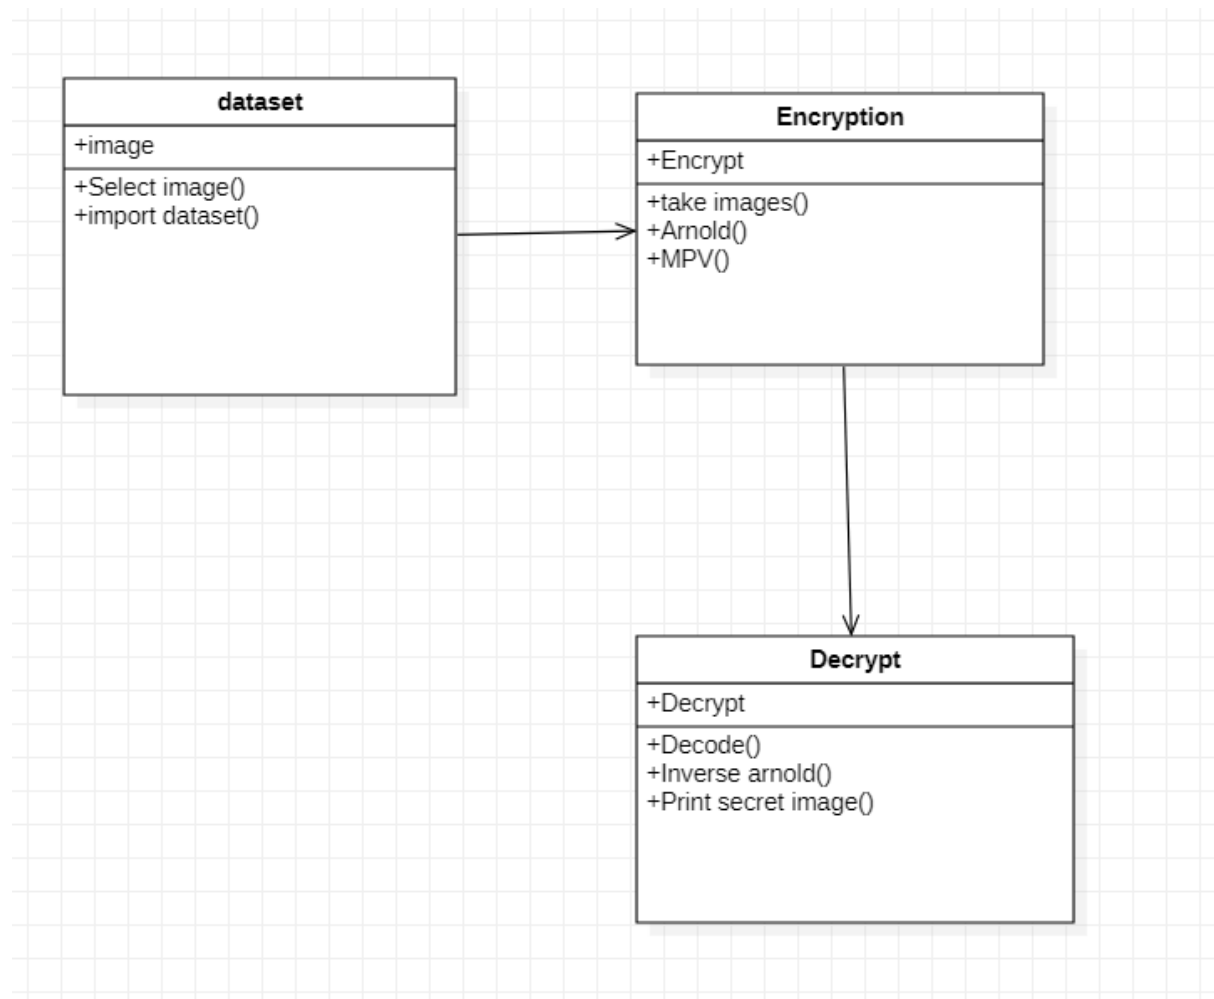 dataset
+image
+Select image()
+import dataset()
Encryption
+Encrypt
+take images()
+Arnold()
+MPV()
Decrypt
+Decrypt
+Decode()
+Inverse arnold()
+Print secret image()